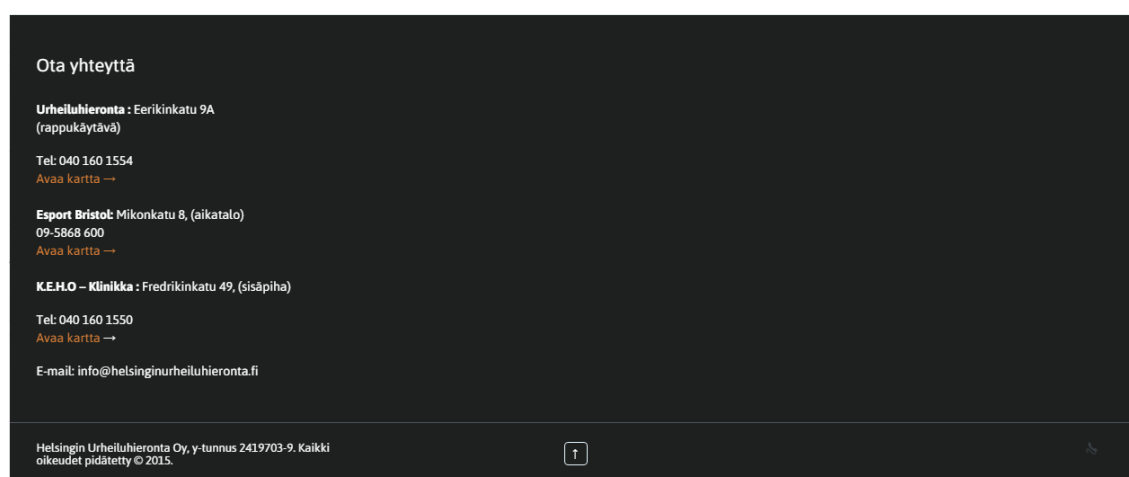 Ota yhteyttä
Urheiluhieronta : Eerikinkatu 9A
(rappukäytävä)
Tel: 040 160 1554
Avaa kartta →
Esport Bristol: Mikonkatu 8, (aikatalo)
09-5868 600
Avaa kartta →
K.E.H.O – Klinikka : Fredrikinkatu 49, (sisäpiha)
Tel: 040 160 1550
Avaa kartta →
E-mail: info@helsinginurheiluhieronta.fi
Helsingin Urheiluhieronta Oy, y-tunnus 2419703-9. Kaikki
oikeudet pidätetty © 2015.
↑